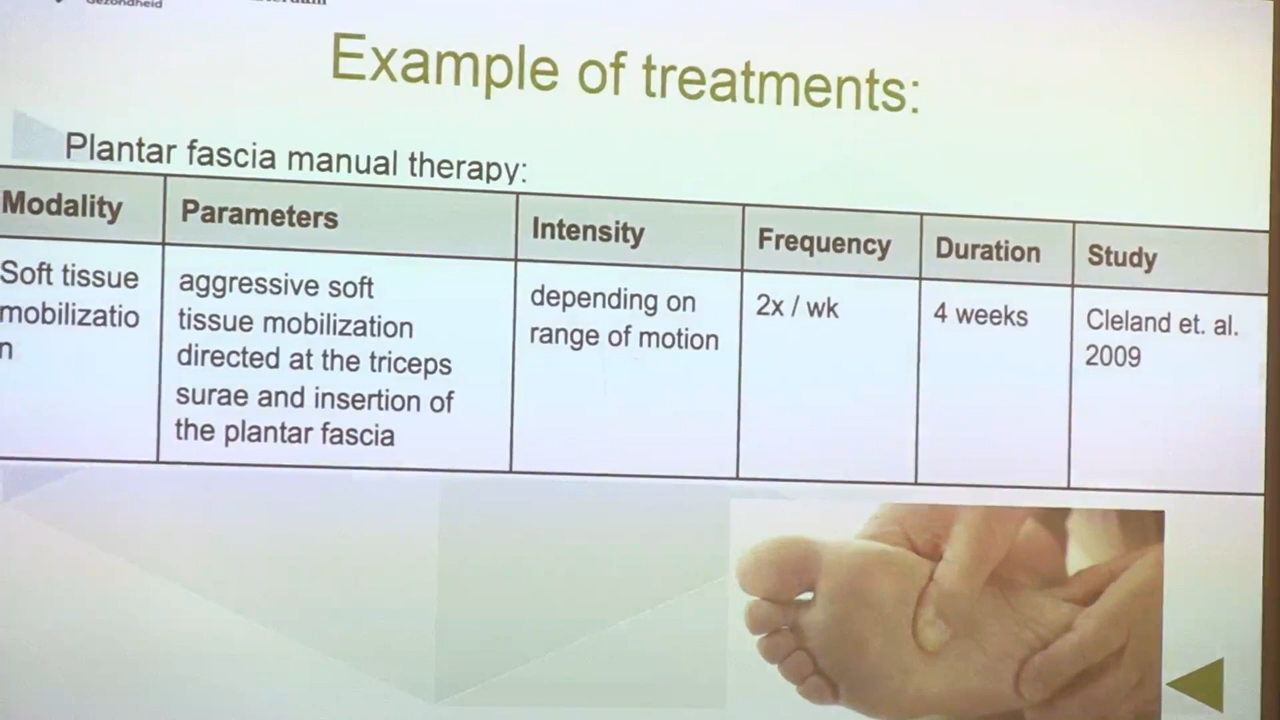 Gezondheid
Example of treatments:
Plantar fascia manual therapy:
Modality
Parameters
Intensity
Frequency
Duration
Study
Soft tissue
mobilizatio
n
aggressive soft
tissue mobilization
directed at the triceps
surae and insertion of
the plantar fascia
depending on
range of motion
2x / wk
4 weeks
Cleland et. al.
2009